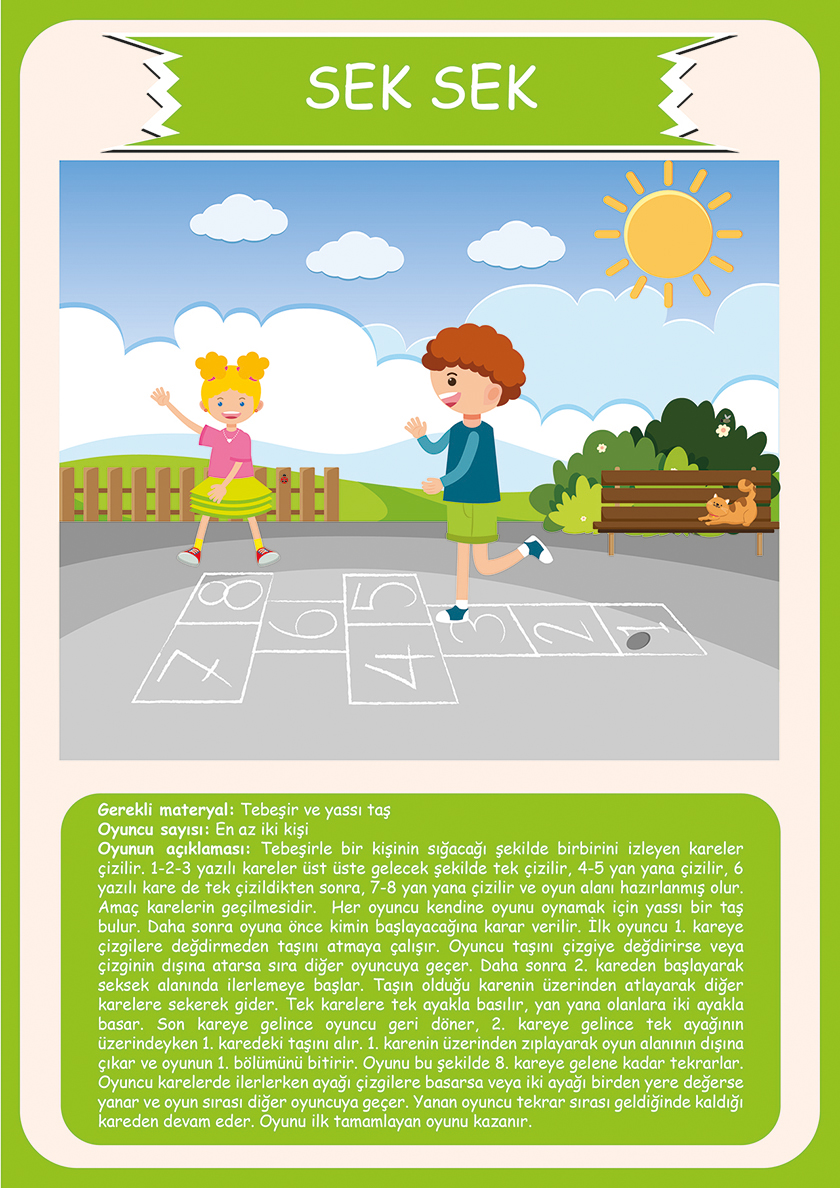 SEK SEK
8
5
6
3
2
1
7
4
Gerekli materyal: Tebeşir ve yassı taş
Oyuncu sayısı: En az iki kişi
Oyunun açıklaması: Tebeşirle bir kişinin sığacağı şekilde birbirini izleyen kareler
çizilir. 1-2-3 yazılı kareler üst üste gelecek şekilde tek çizilir, 4-5 yan yana çizilir, 6
yazılı kare de tek çizildikten sonra, 7-8 yan yana çizilir ve oyun alanı hazırlanmış olur.
Amaç karelerin geçilmesidir. Her oyuncu kendine oyunu oynamak için yassı bir taş
bulur. Daha sonra oyuna önce kimin başlayacağına karar verilir. İlk oyuncu 1. kareye
çizgilere değdirmeden taşını atmaya çalışır. Oyuncu taşını çizgiye değdirirse veya
çizginin dışına atarsa sıra diğer oyuncuya geçer. Daha sonra 2. kareden başlayarak
seksek alanında ilerlemeye başlar. Taşın olduğu karenin üzerinden atlayarak diğer
karelere sekerek gider. Tek karelere tek ayakla basılır, yan yana olanlara iki ayakla
basar. Son kareye gelince oyuncu geri döner, 2. kareye gelince tek ayağının
üzerindeyken 1. karedeki taşını alır. 1. karenin üzerinden zıplayarak oyun alanının dışına
çıkar ve oyunun 1. bölümünü bitirir. Oyunu bu şekilde 8. kareye gelene kadar tekrarlar.
Oyuncu karelerde ilerlerken ayağı çizgilere basarsa veya iki ayağı birden yere değerse
yanar ve oyun sırası diğer oyuncuya geçer. Yanan oyuncu tekrar sırası geldiğinde kaldığı
kareden devam eder. Oyunu ilk tamamlayan oyunu kazanır.